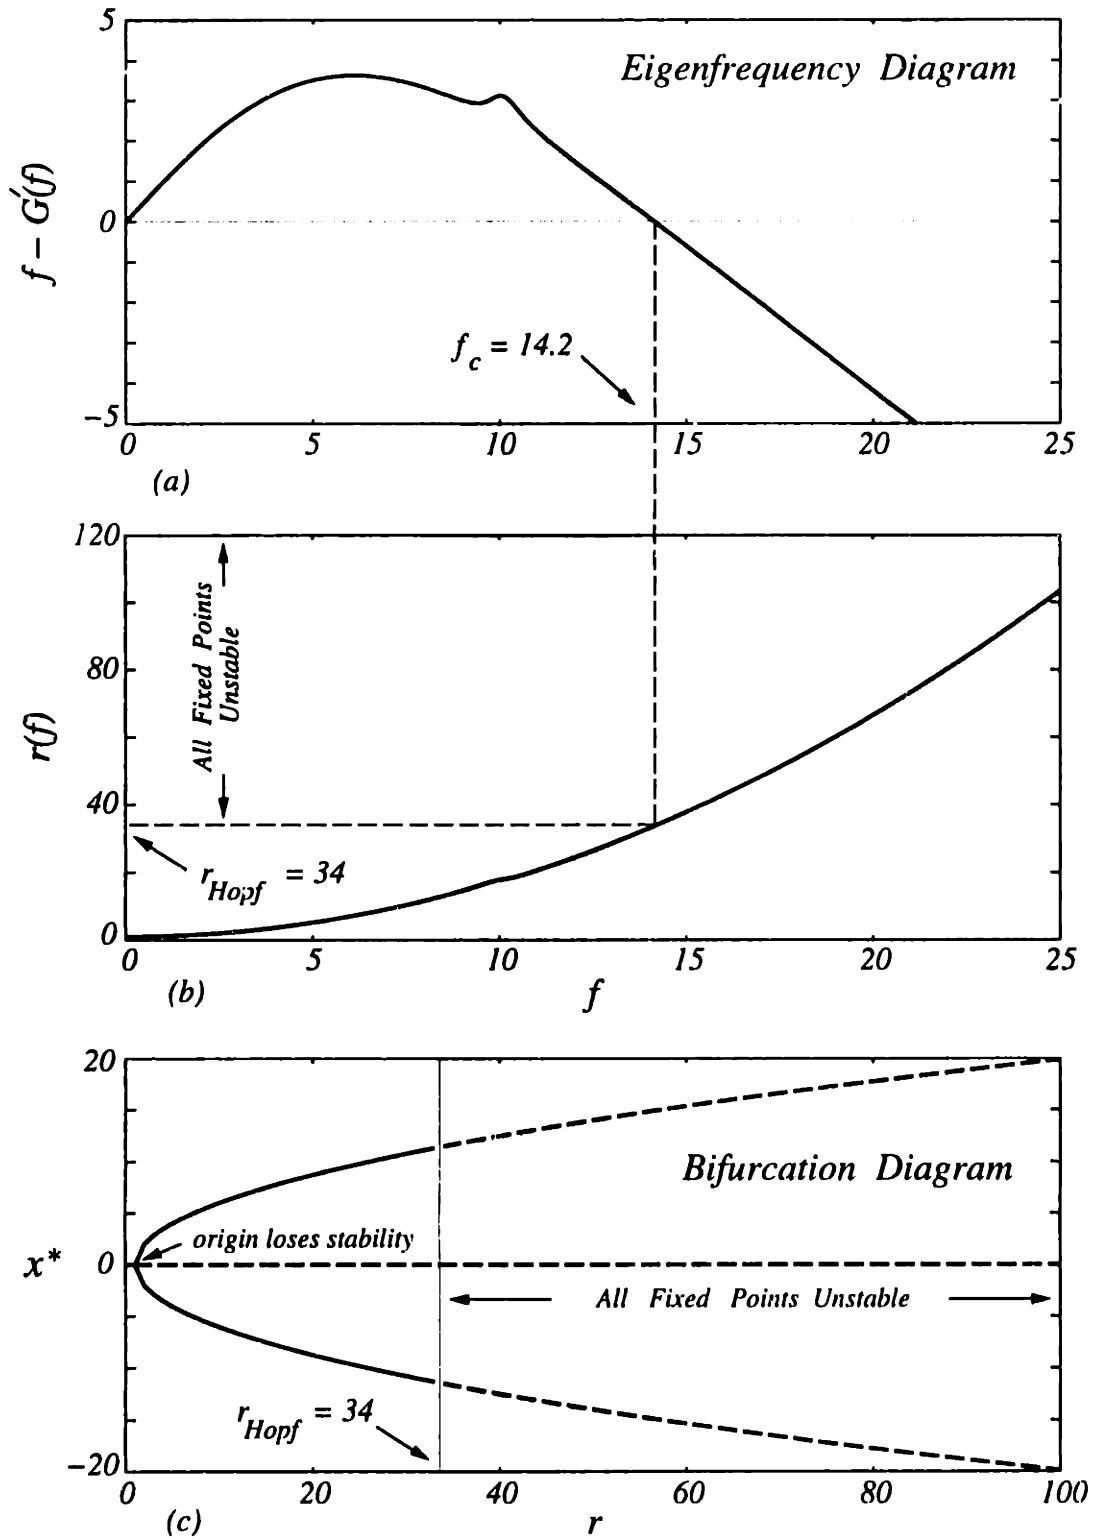 5
Eigenfrequency Diagram
f − G′(f)
0
f_c = 14.2
−5
0 5 10 15 20 25
(a)
120
All Fixed Points
Unstable
80
r(f)
40
r_Hopf = 34
0
0 5 10 15 20 25
(b) f
20
Bifurcation Diagram
origin loses stability
x* 0
All Fixed Points Unstable
r_Hopf = 34
−20
0 20 40 60 80 100
(c) r